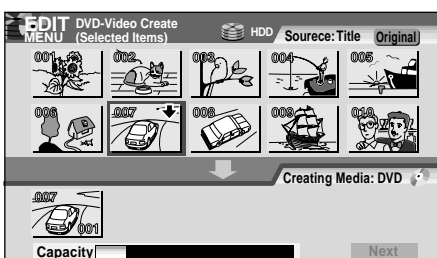 EDIT MENU DVD-Video Create (Selected Items) HDD Sourece: Title Original
001 002 003 004 005
006 007 008 009 010
Creating Media: DVD
007
001
Capacity Next